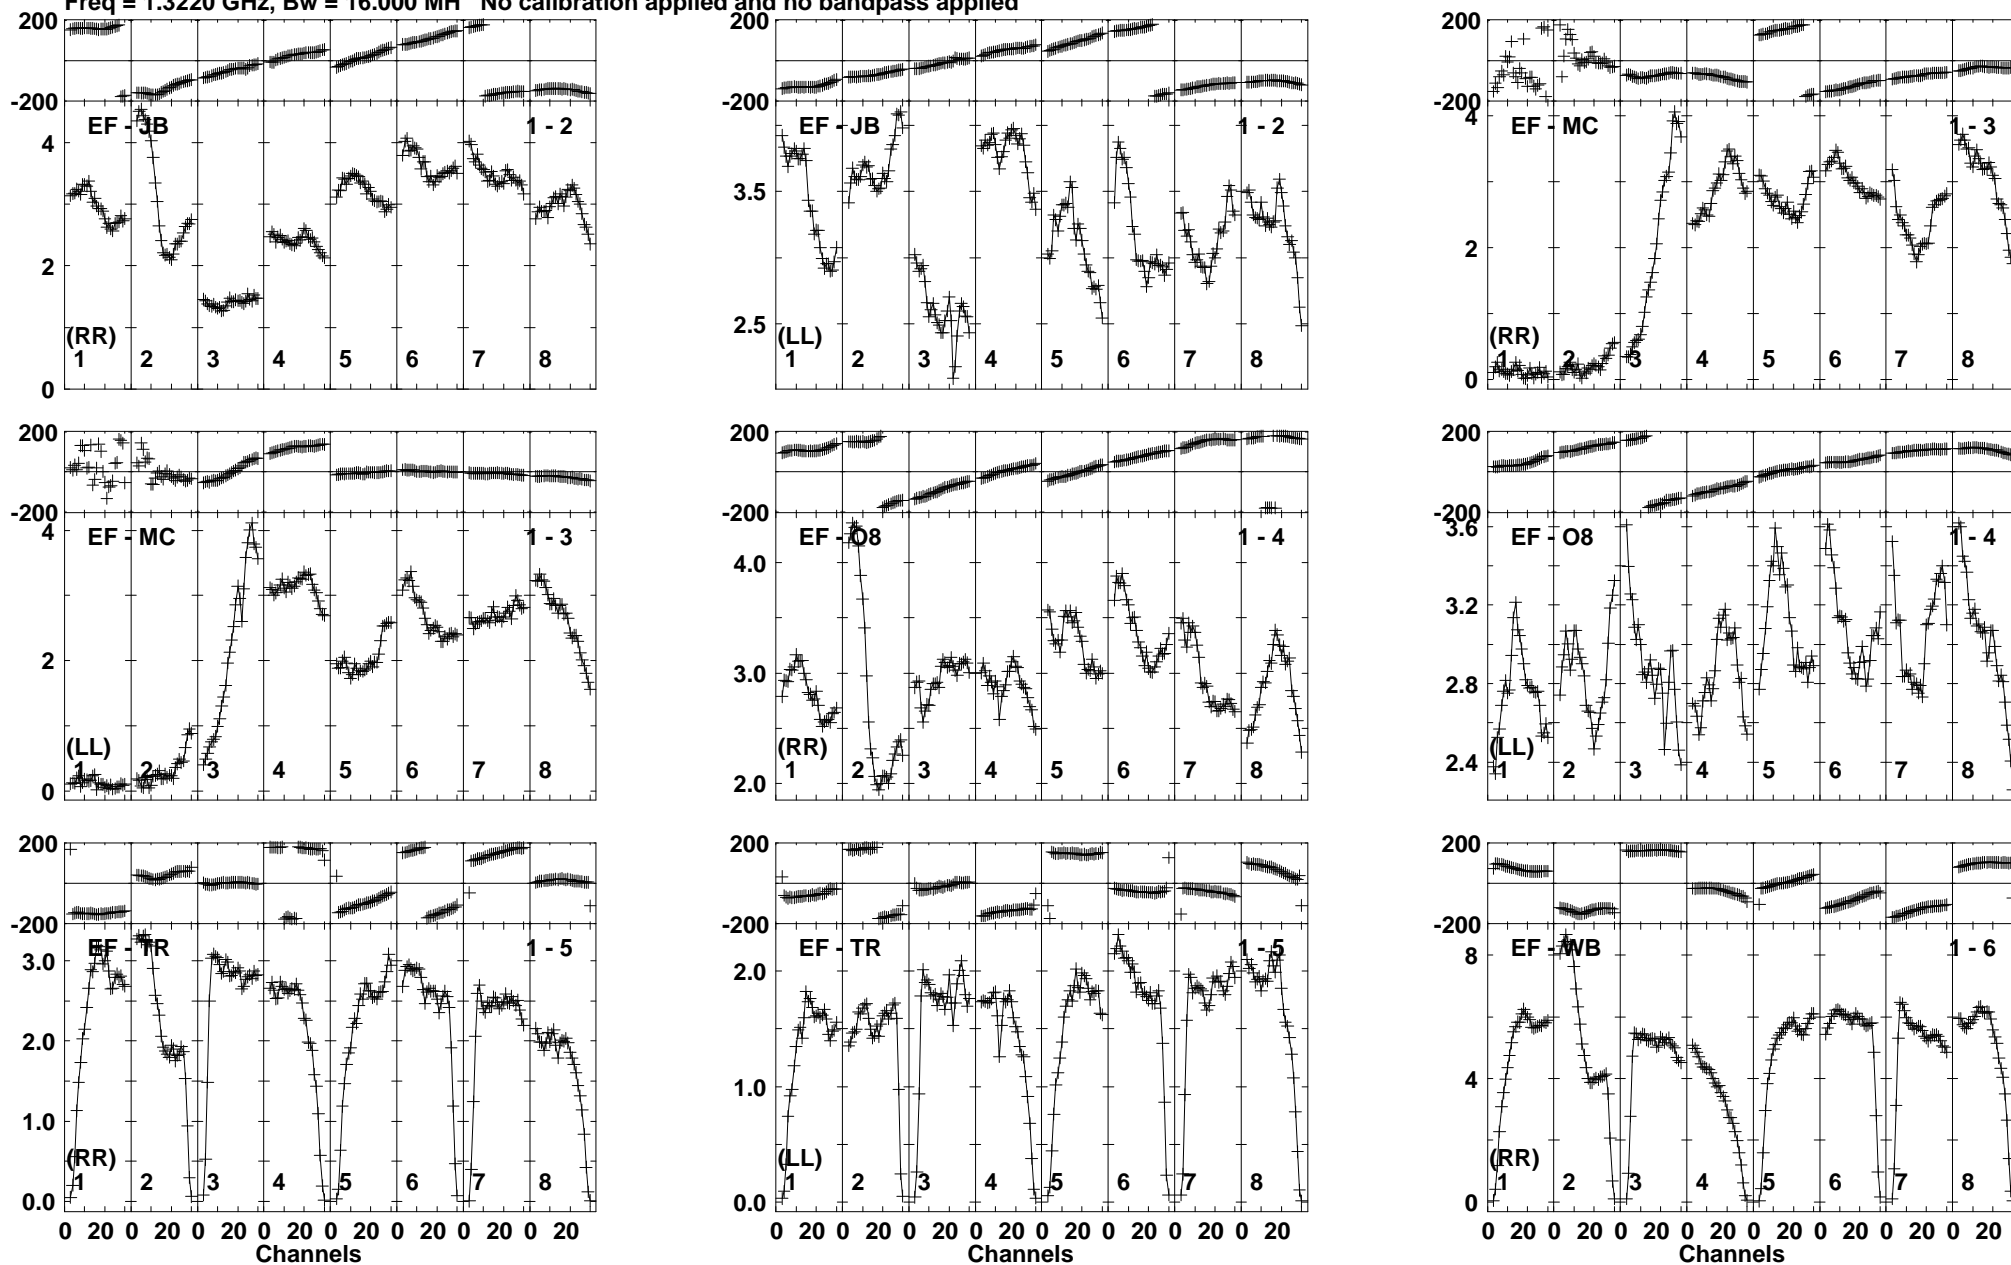 Freq = 1.3220 GHz, Bw = 16.000 MH No calibration applied and no bandpass applied
200
-200
EF - JB 1 - 2
4
2
0
(RR)
1 2 3 4 5 6 7 8
200
-200
EF - JB 1 - 2
3.5
2.5
(LL)
1 2 3 4 5 6 7 8
200
-200
EF - MC 1 - 3
4
2
0
(RR)
1 2 3 4 5 6 7 8
200
-200
EF - MC 1 - 3
4
2
0
(LL)
1 2 3 4 5 6 7 8
200
-200
EF - O8 1 - 4
4.0
3.0
2.0
(RR)
1 2 3 4 5 6 7 8
200
-200
EF - O8 1 - 4
3.6
3.2
2.8
2.4
(LL)
1 2 3 4 5 6 7 8
200
-200
EF - TR 1 - 5
3.0
2.0
1.0
0.0
(RR)
1 2 3 4 5 6 7 8
0 20 0 20 0 20 0 20 0 20 0 20 0 20 0 20
Channels
200
-200
EF - TR 1 - 5
2.0
1.0
0.0
(LL)
1 2 3 4 5 6 7 8
0 20 0 20 0 20 0 20 0 20 0 20 0 20 0 20
Channels
200
-200
EF - WB 1 - 6
8
4
0
(RR)
1 2 3 4 5 6 7 8
0 20 0 20 0 20 0 20 0 20 0 20 0 20 0 20
Channels